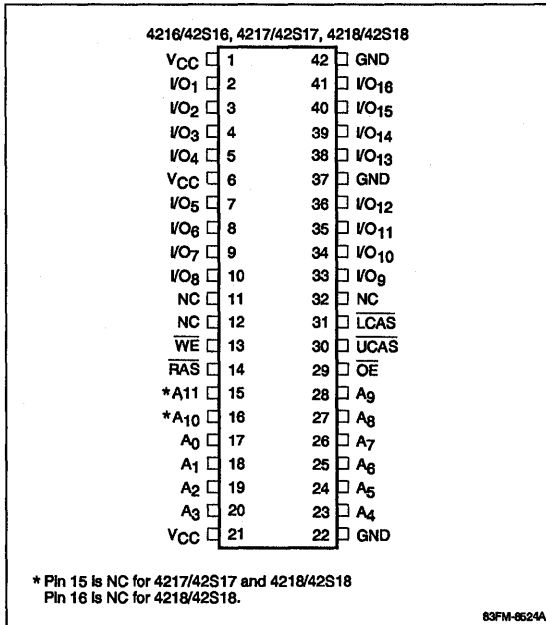 4216/42S16, 4217/42S17, 4218/42S18
VCC 1 42 GND
I/O1 2 41 I/O16
I/O2 3 40 I/O15
I/O3 4 39 I/O14
I/O4 5 38 I/O13
VCC 6 37 GND
I/O5 7 36 I/O12
I/O6 8 35 I/O11
I/O7 9 34 I/O10
I/O8 10 33 I/O9
NC 11 32 NC
NC 12 31 LCAS
WE 13 30 UCAS
RAS 14 29 OE
*A11 15 28 A9
*A10 16 27 A8
A0 17 26 A7
A1 18 25 A6
A2 19 24 A5
A3 20 23 A4
VCC 21 22 GND
* Pin 15 is NC for 4217/42S17 and 4218/42S18
Pin 16 is NC for 4218/42S18.
83FM-8524A